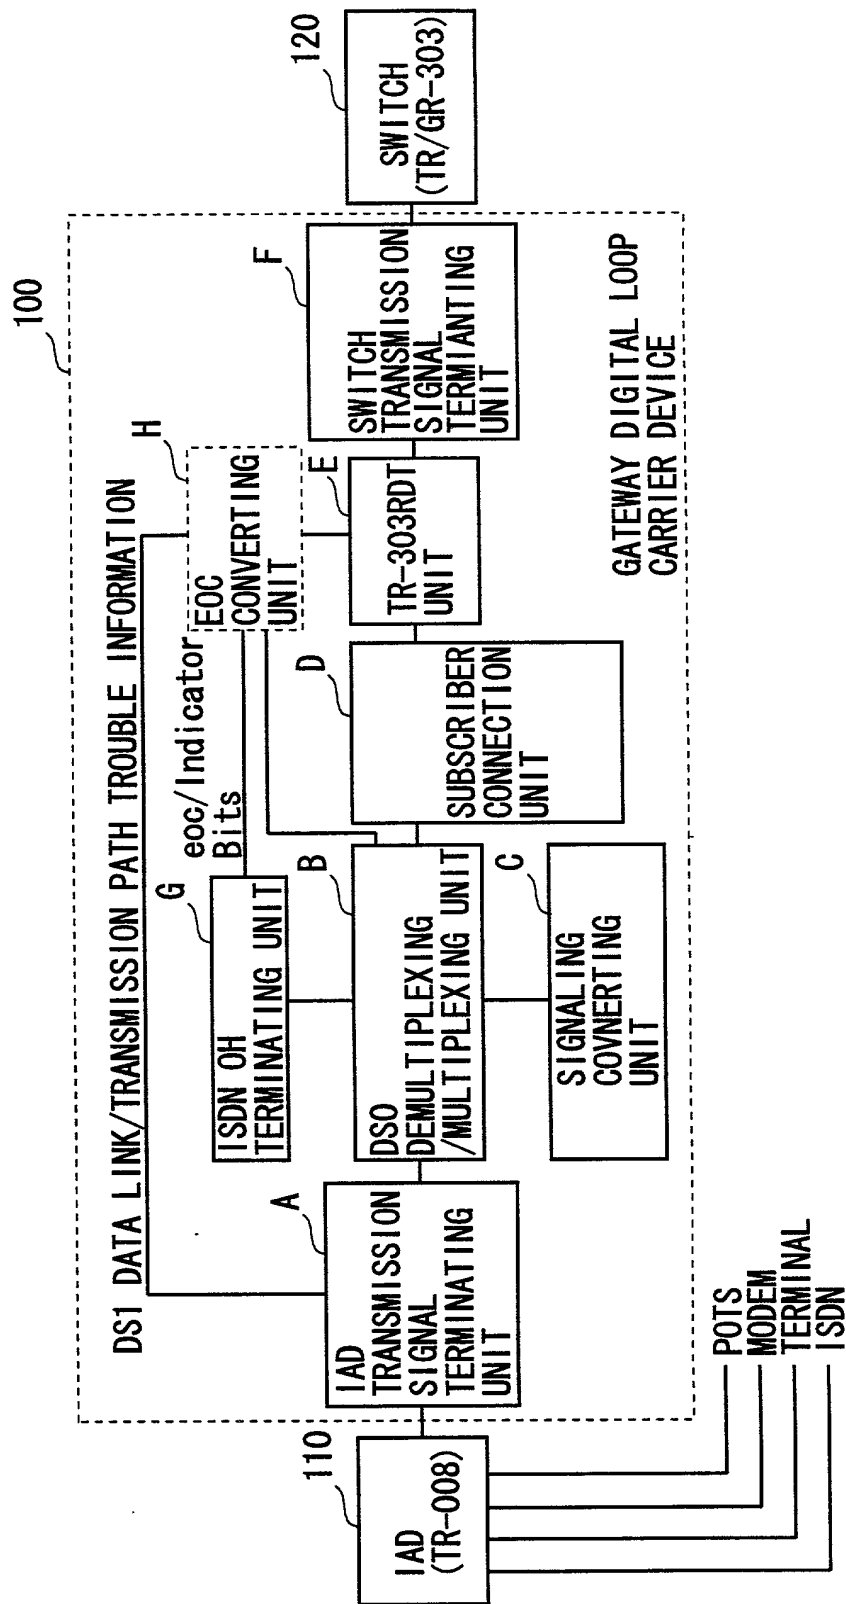 100
120
110
DS1 DATA LINK/TRANSMISSION PATH TROUBLE INFORMATION
eoc/Indicator
Bits
H
EOC
CONVERTING
UNIT
G
ISDN OH
TERMINATING UNIT
A
IAD
TRANSMISSION
SIGNAL
TERMINATING
UNIT
B
DS0
DEMULTIPLEXING
/MULTIPLEXING UNIT
D
SUBSCRIBER
CONNECTION
UNIT
E
TR-303RDT
UNIT
F
SWITCH
TRANSMISSION
SIGNAL
TERMIANTING
UNIT
SWITCH
(TR/GR-303)
IAD
(TR-008)
C
SIGNALING
COVNERTING
UNIT
GATEWAY DIGITAL LOOP
CARRIER DEVICE
POTS
MODEM
TERMINAL
ISDN